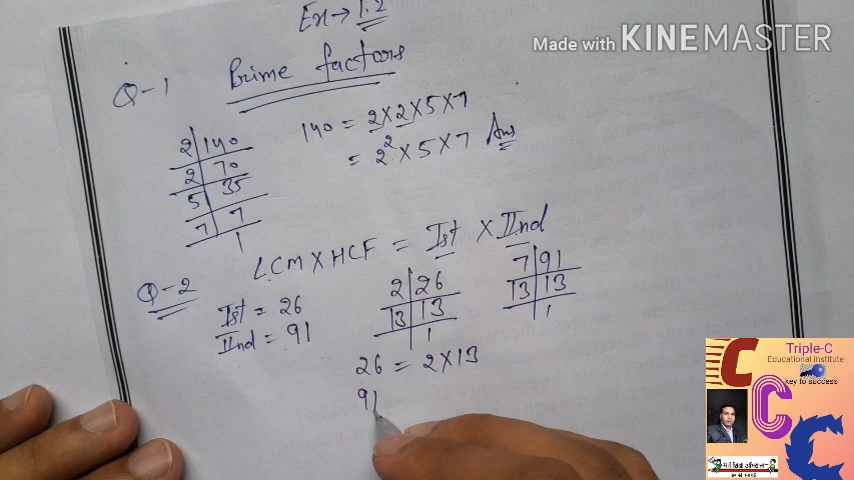 Ex→ 1.2
Made with KINEMASTER
Q-1 Prime factors
2 | 140
2 | 70
5 | 35
7 | 7
1
140 = 2×2×5×7
= 2² × 5 × 7 Ans
Q-2 LCM × HCF = Ist × IInd
Ist = 26
IInd = 91
2 | 26
13 | 13
1
7 | 91
13 | 13
1
26 = 2×13
91
Triple-C
Educational Institute
key to success
C
C
C